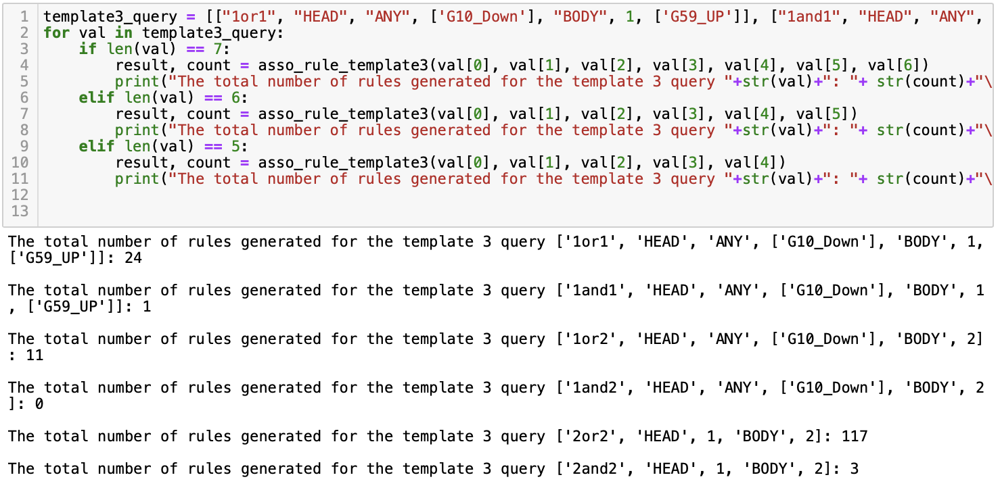 1 template3_query = [["1or1", "HEAD", "ANY", ['G10_Down'], "BODY", 1, ['G59_UP']], ["1and1", "HEAD", "ANY",
2 for val in template3_query:
3     if len(val) == 7:
4         result, count = asso_rule_template3(val[0], val[1], val[2], val[3], val[4], val[5], val[6])
5         print("The total number of rules generated for the template 3 query "+str(val)+": "+ str(count)+"\
6     elif len(val) == 6:
7         result, count = asso_rule_template3(val[0], val[1], val[2], val[3], val[4], val[5])
8         print("The total number of rules generated for the template 3 query "+str(val)+": "+ str(count)+"\
9     elif len(val) == 5:
10         result, count = asso_rule_template3(val[0], val[1], val[2], val[3], val[4])
11         print("The total number of rules generated for the template 3 query "+str(val)+": "+ str(count)+"\
12
13
The total number of rules generated for the template 3 query ['1or1', 'HEAD', 'ANY', ['G10_Down'], 'BODY', 1,
['G59_UP']]: 24
The total number of rules generated for the template 3 query ['1and1', 'HEAD', 'ANY', ['G10_Down'], 'BODY', 1
, ['G59_UP']]: 1
The total number of rules generated for the template 3 query ['1or2', 'HEAD', 'ANY', ['G10_Down'], 'BODY', 2]
: 11
The total number of rules generated for the template 3 query ['1and2', 'HEAD', 'ANY', ['G10_Down'], 'BODY', 2
]: 0
The total number of rules generated for the template 3 query ['2or2', 'HEAD', 1, 'BODY', 2]: 117
The total number of rules generated for the template 3 query ['2and2', 'HEAD', 1, 'BODY', 2]: 3